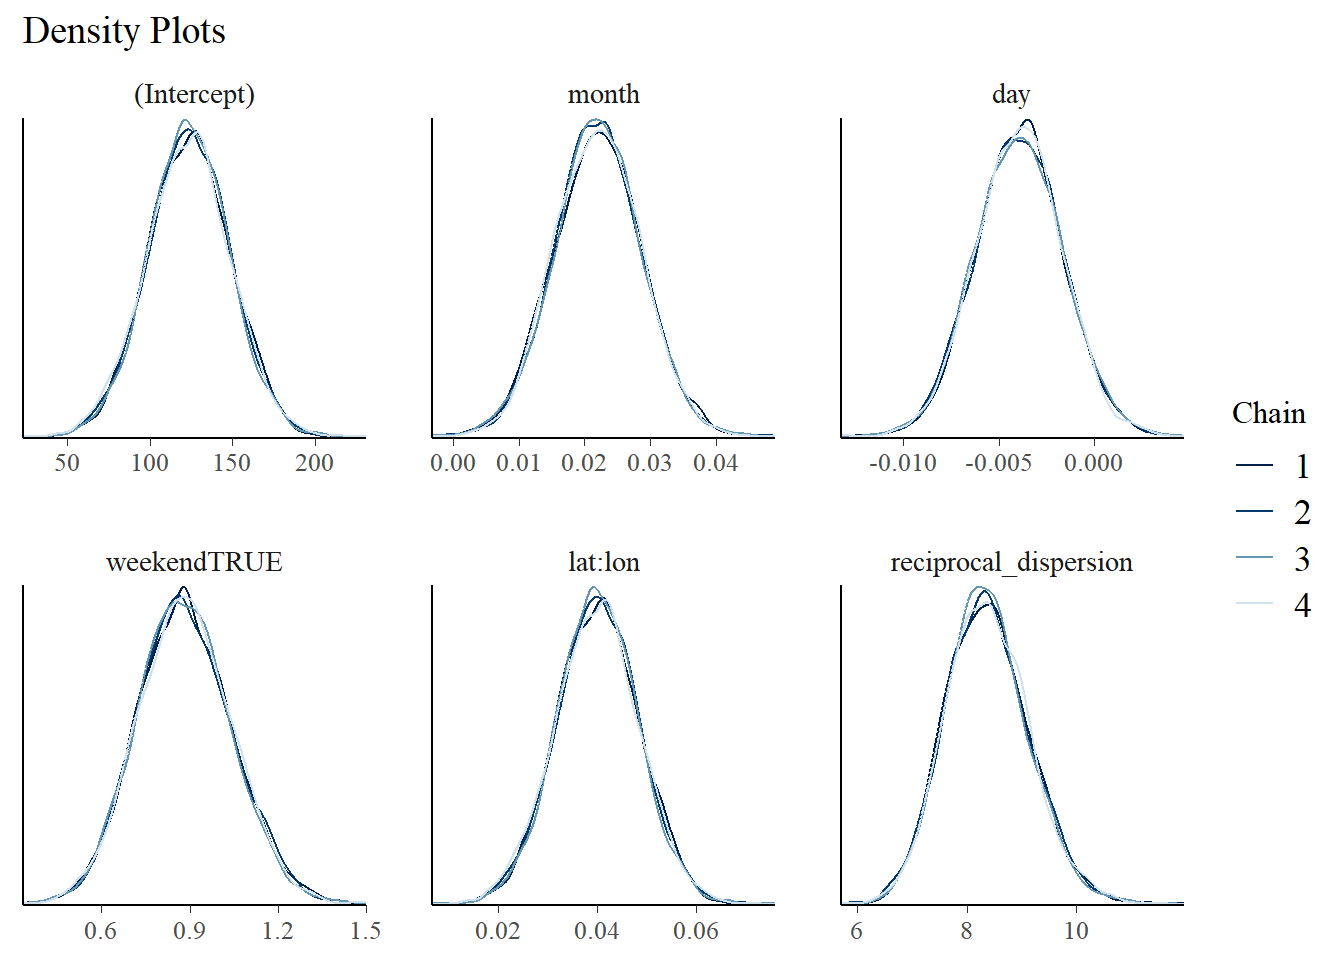 Density Plots
(Intercept) month day
50 100 150 200 0.00 0.01 0.02 0.03 0.04 -0.010 -0.005 0.000
Chain
1
2
3
4
weekendTRUE lat:lon reciprocal_dispersion
0.6 0.9 1.2 1.5 0.02 0.04 0.06 6 8 10